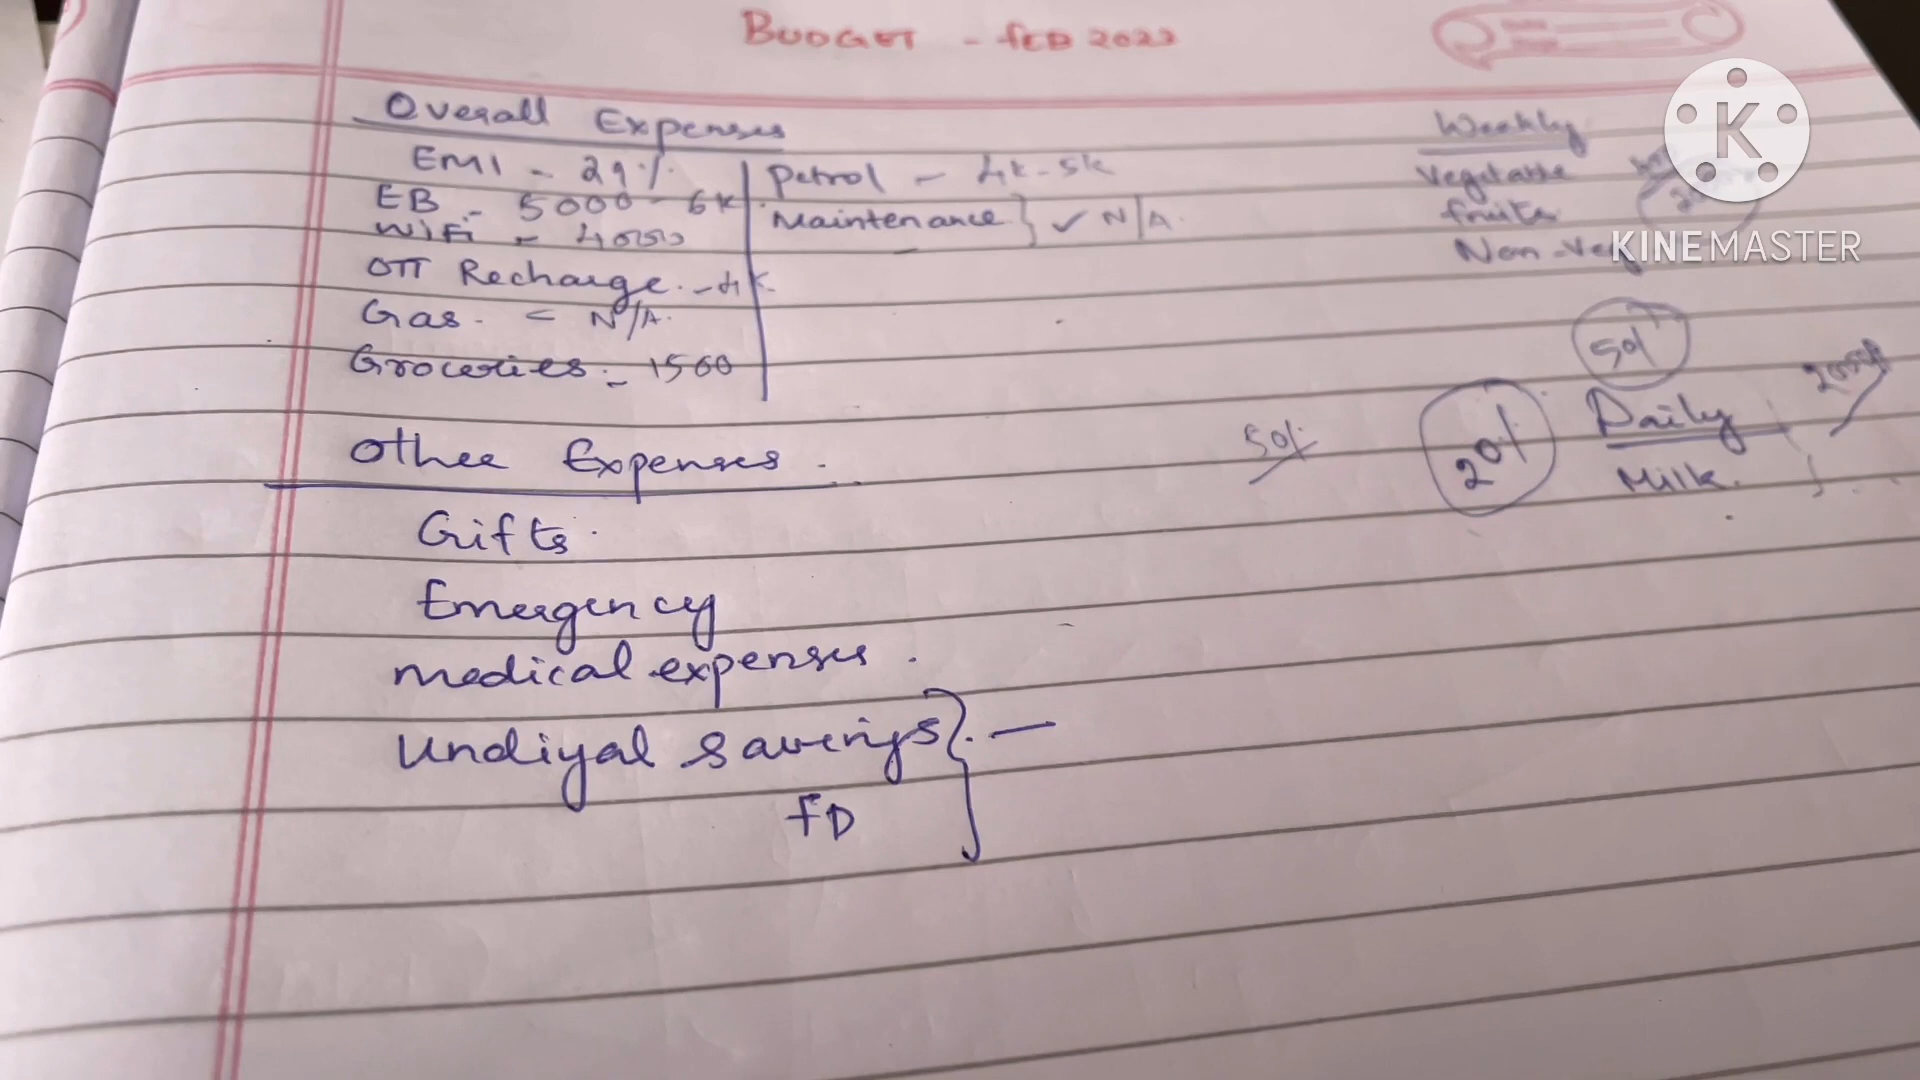 BUDGET - FEB 2022
Overall Expenses
EMI - 29%
EB - 5000 - 6K
WiFi - 4000
OTT Recharge - 4K
Gas - N/A.
Groceries - 1500
Petrol - 4K-5K
Maintenance } ✓ N/A.
Weekly
Vegetable
fruits
Non-Veg
5%
Daily
Milk.
20%
50%
Other Expenses.
Gifts.
Emergency
medical expenses.
Undiyal savings } -
FD
K
KINEMASTER